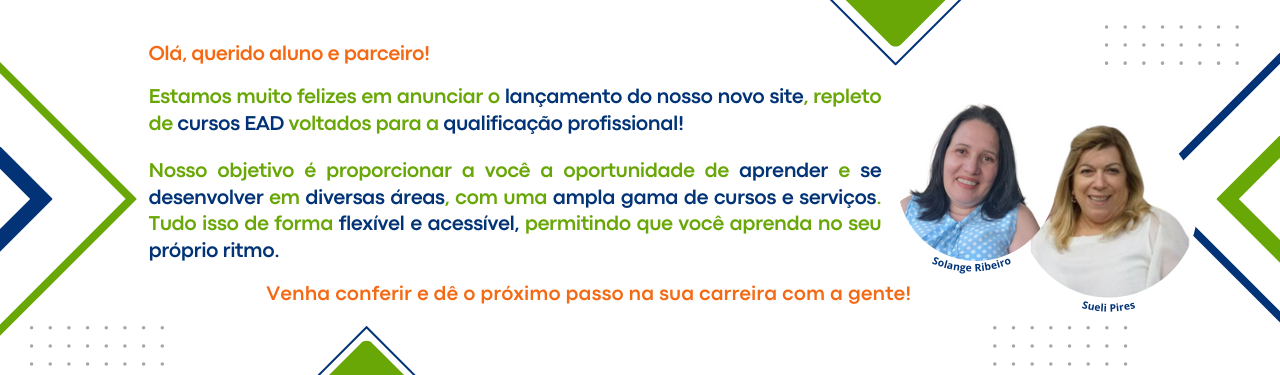 Olá, querido aluno e parceiro!
Estamos muito felizes em anunciar o lançamento do nosso novo site, repleto
de cursos EAD voltados para a qualificação profissional!
Nosso objetivo é proporcionar a você a oportunidade de aprender e se
desenvolver em diversas áreas, com uma ampla gama de cursos e serviços.
Tudo isso de forma flexível e acessível, permitindo que você aprenda no seu
próprio ritmo.
Venha conferir e dê o próximo passo na sua carreira com a gente!
Solange Ribeiro
Sueli Pires